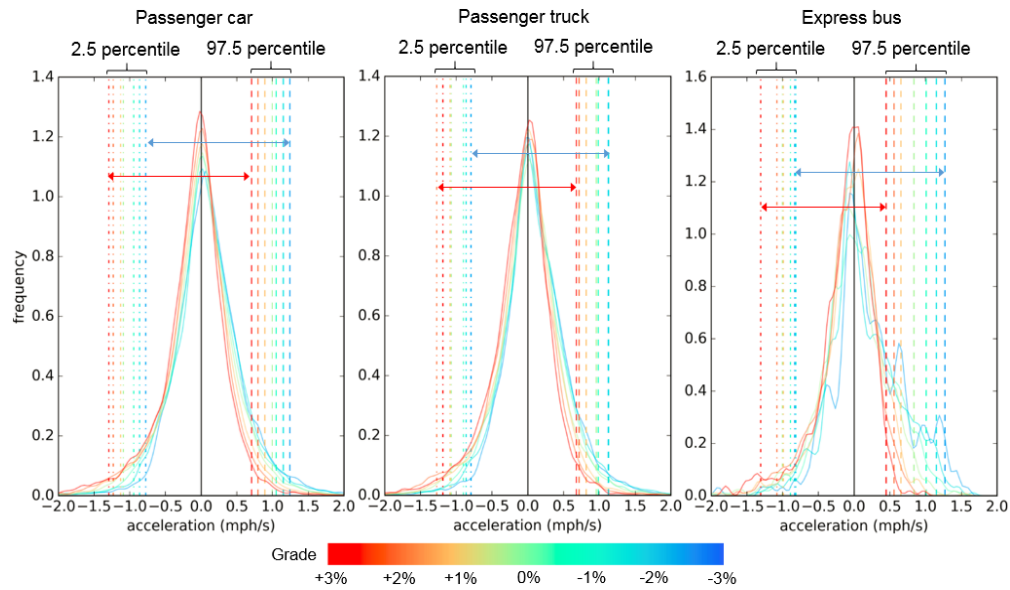 Passenger car
Passenger truck
Express bus
2.5 percentile 97.5 percentile
2.5 percentile 97.5 percentile
2.5 percentile 97.5 percentile
frequency
1.4
1.2
1.0
0.8
0.6
0.4
0.2
0.0
−2.0 −1.5 −1.0 −0.5 0.0 0.5 1.0 1.5 2.0
acceleration (mph/s)
1.4
1.2
1.0
0.8
0.6
0.4
0.2
0.0
−2.0 −1.5 −1.0 −0.5 0.0 0.5 1.0 1.5 2.0
acceleration (mph/s)
1.6
1.4
1.2
1.0
0.8
0.6
0.4
0.2
0.0
−2.0 −1.5 −1.0 −0.5 0.0 0.5 1.0 1.5 2.0
acceleration (mph/s)
Grade
+3% +2% +1% 0% -1% -2% -3%